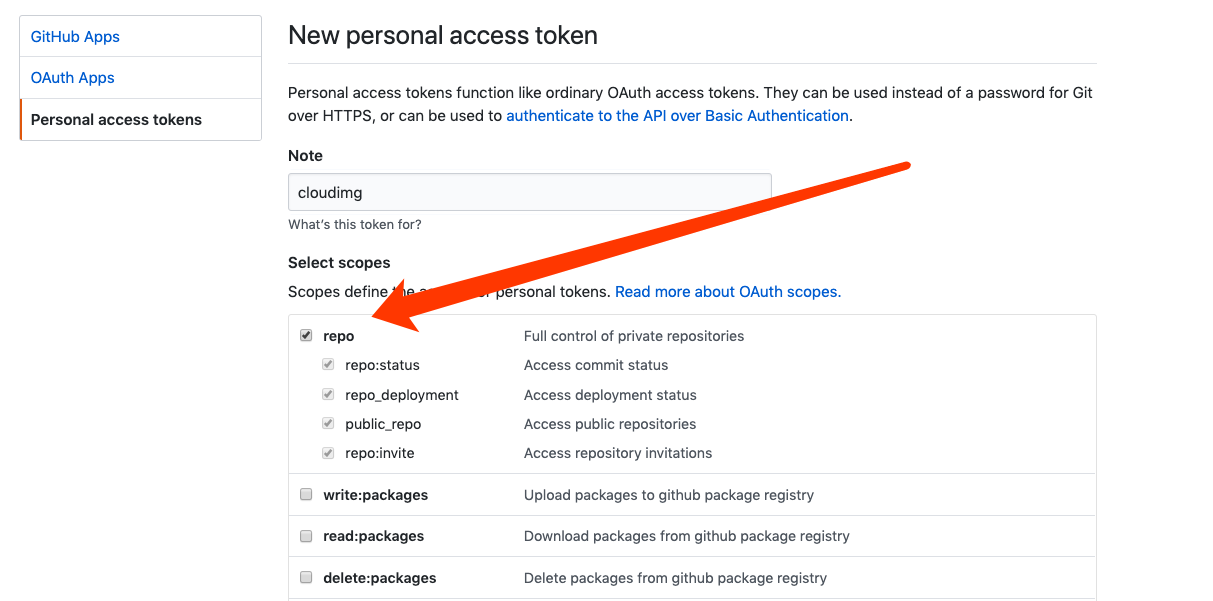 GitHub Apps
OAuth Apps
Personal access tokens
New personal access token
Personal access tokens function like ordinary OAuth access tokens. They can be used instead of a password for Git
over HTTPS, or can be used to authenticate to the API over Basic Authentication.
Note
cloudimg
What's this token for?
Select scopes
Scopes define the personal tokens. Read more about OAuth scopes.
repo Full control of private repositories
repo:status Access commit status
repo_deployment Access deployment status
public_repo Access public repositories
repo:invite Access repository invitations
write:packages Upload packages to github package registry
read:packages Download packages from github package registry
delete:packages Delete packages from github package registry